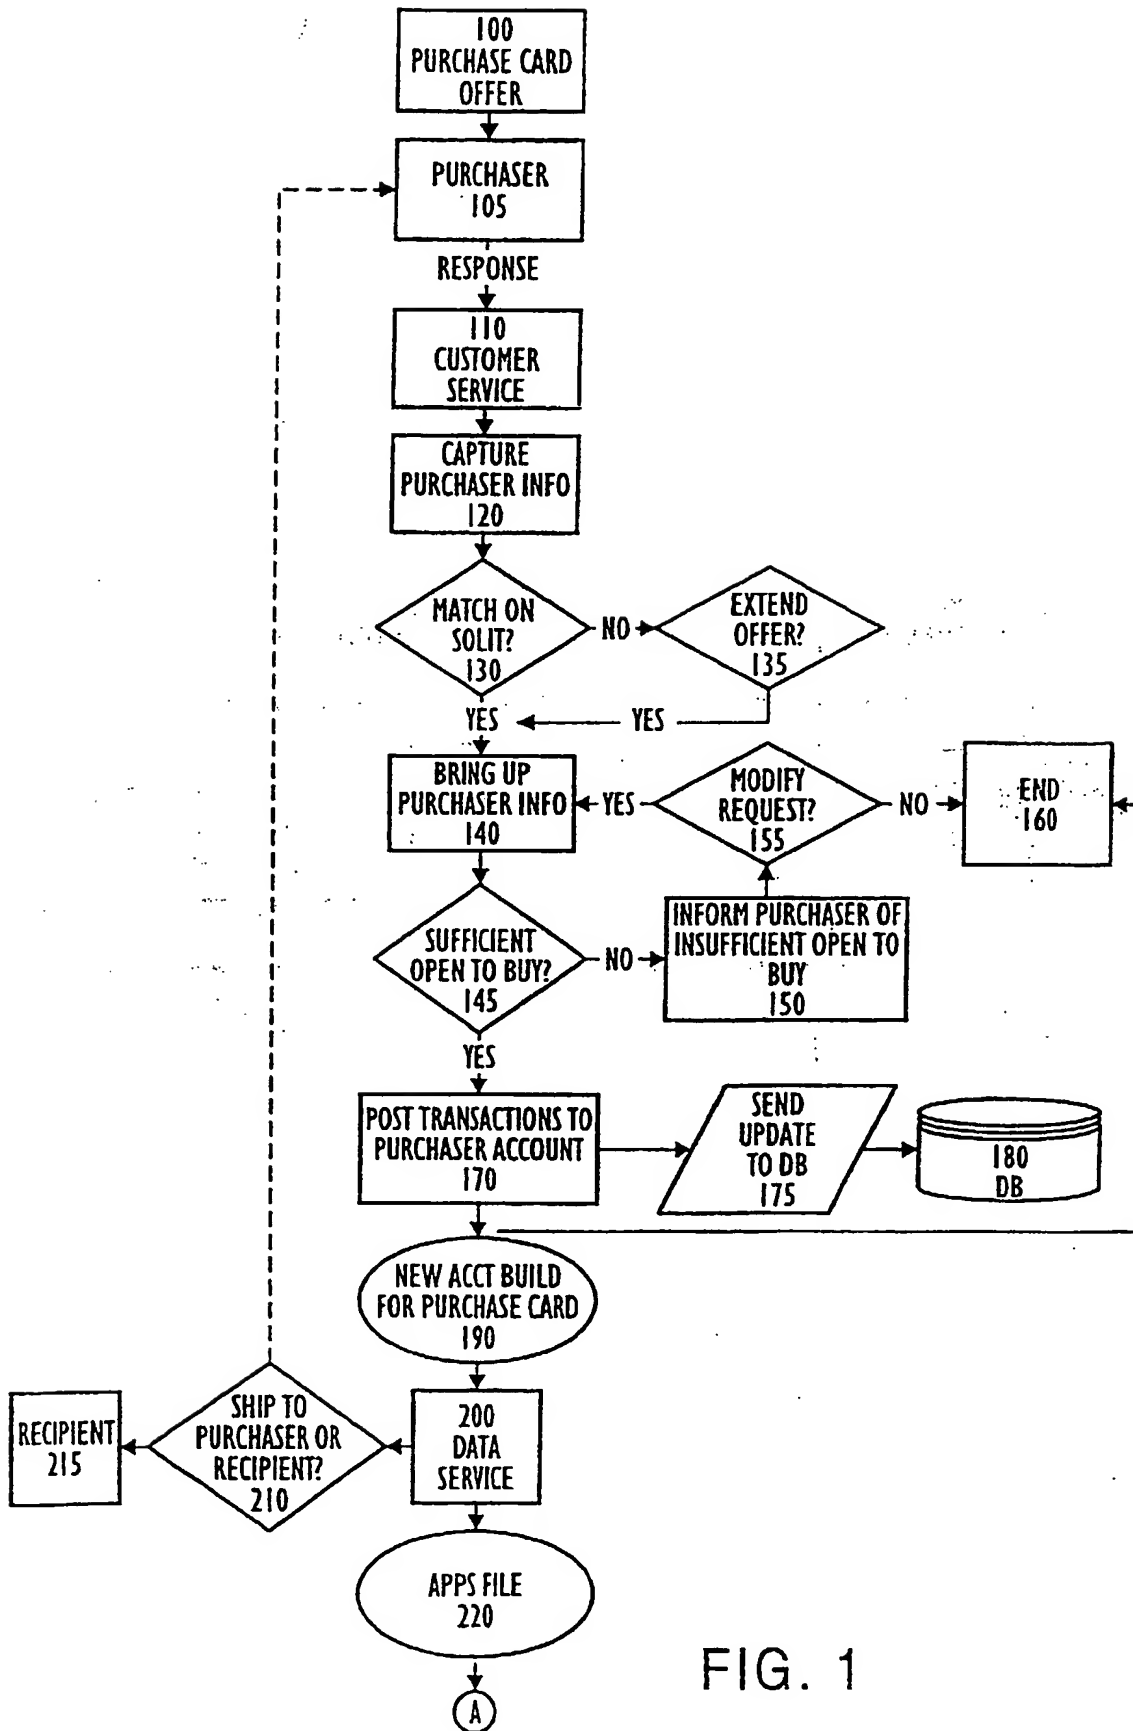 100
PURCHASE CARD
OFFER
PURCHASER
105
RESPONSE
110
CUSTOMER
SERVICE
CAPTURE
PURCHASER INFO
120
MATCH ON
SOLIT?
130
NO
EXTEND
OFFER?
135
YES
YES
BRING UP
PURCHASER INFO
140
YES
MODIFY
REQUEST?
155
NO
END
160
SUFFICIENT
OPEN TO BUY?
145
NO
INFORM PURCHASER OF
INSUFFICIENT OPEN TO
BUY
150
YES
POST TRANSACTIONS TO
PURCHASER ACCOUNT
170
SEND
UPDATE
TO DB
175
180
DB
NEW ACCT BUILD
FOR PURCHASE CARD
190
RECIPIENT
215
SHIP TO
PURCHASER OR
RECIPIENT?
210
200
DATA
SERVICE
APPS FILE
220
A
FIG. 1